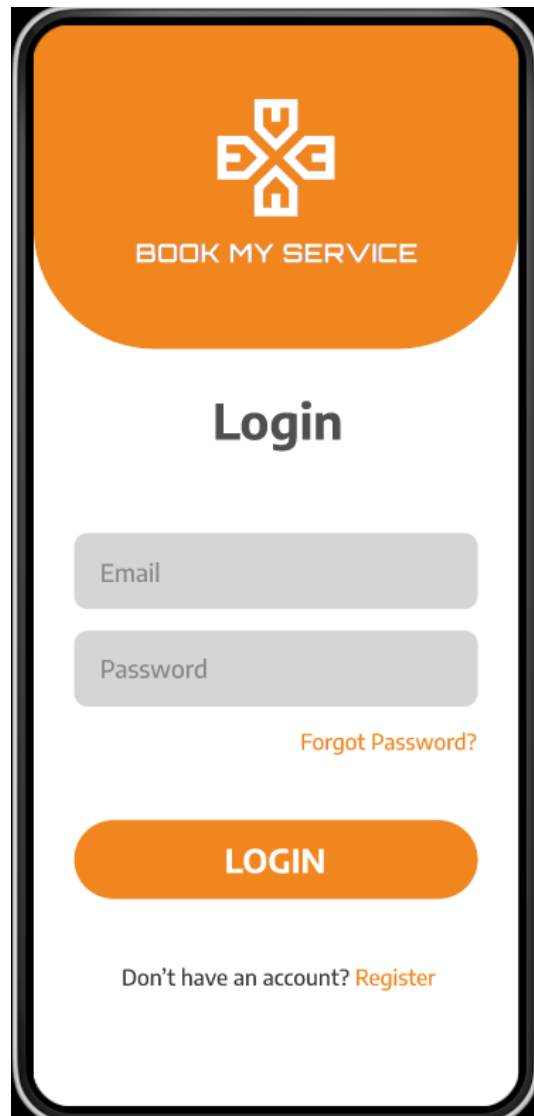 BOOK MY SERVICE
Login
Email
Password
Forgot Password?
LOGIN
Don’t have an account? Register